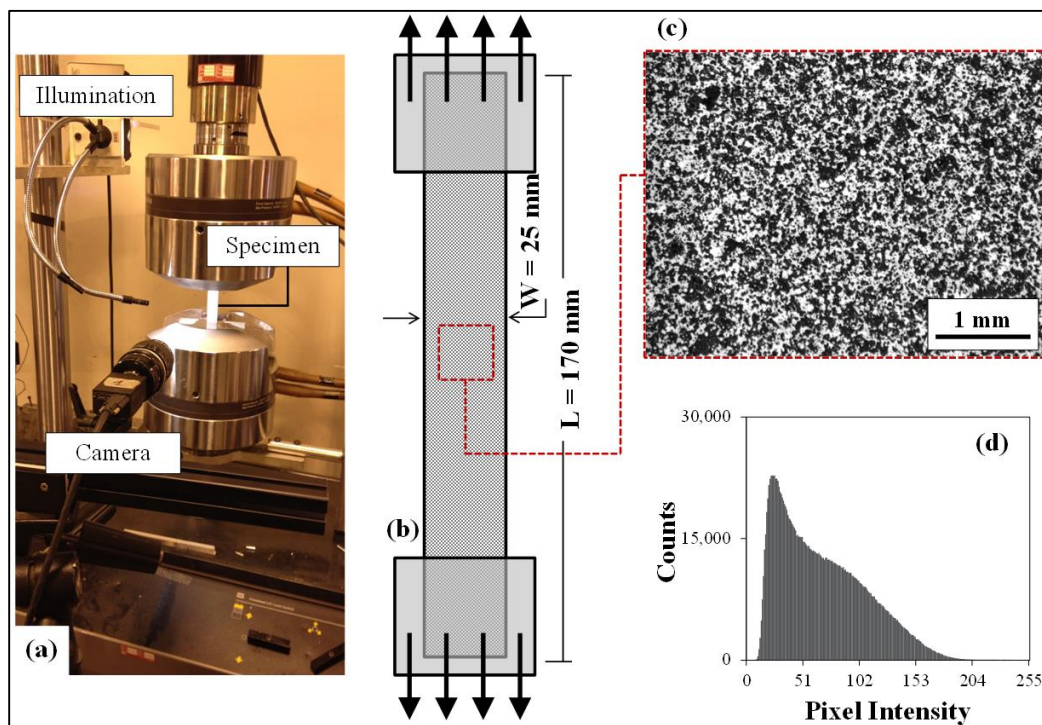 Illumination
Specimen
Camera
(a)
(b)
W = 25 mm
L = 170 mm
(c)
1 mm
(d)
30,000
15,000
0
Counts
0 51 102 153 204 255
Pixel Intensity